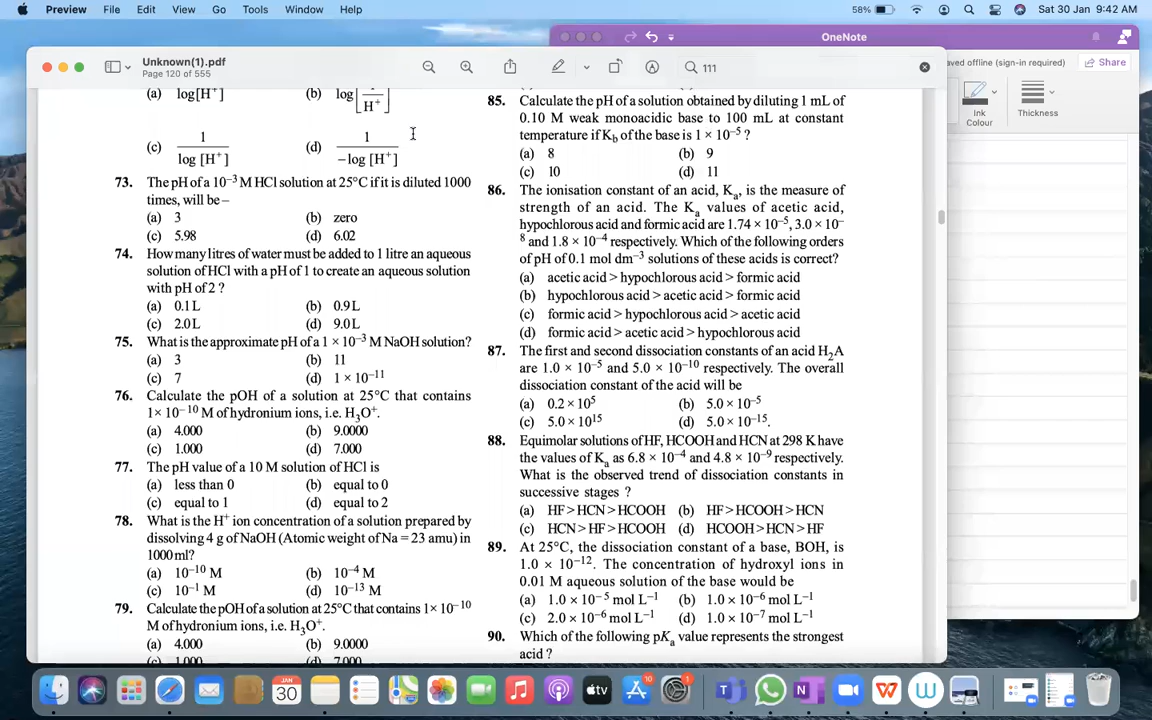 Preview File Edit View Go Tools Window Help
58% Sat 30 Jan 9:42 AM
OneNote
Unknown(1).pdf
Page 120 of 555
111
aved offline (sign-in required)
Share
Ink
Colour
Thickness
(a) log[H⁺] (b) log[1/H⁺]
(c) 1/log [H⁺] (d) 1/−log [H⁺]
73. The pH of a 10⁻³ M HCl solution at 25°C if it is diluted 1000
times, will be –
(a) 3 (b) zero
(c) 5.98 (d) 6.02
74. How many litres of water must be added to 1 litre an aqueous
solution of HCl with a pH of 1 to create an aqueous solution
with pH of 2 ?
(a) 0.1 L (b) 0.9 L
(c) 2.0 L (d) 9.0 L
75. What is the approximate pH of a 1 × 10⁻³ M NaOH solution?
(a) 3 (b) 11
(c) 7 (d) 1 × 10⁻¹¹
76. Calculate the pOH of a solution at 25°C that contains
1× 10⁻¹⁰ M of hydronium ions, i.e. H₃O⁺.
(a) 4.000 (b) 9.0000
(c) 1.000 (d) 7.000
77. The pH value of a 10 M solution of HCl is
(a) less than 0 (b) equal to 0
(c) equal to 1 (d) equal to 2
78. What is the H⁺ ion concentration of a solution prepared by
dissolving 4 g of NaOH (Atomic weight of Na = 23 amu) in
1000 ml?
(a) 10⁻¹⁰ M (b) 10⁻⁴ M
(c) 10⁻¹ M (d) 10⁻¹³ M
79. Calculate the pOH of a solution at 25°C that contains 1× 10⁻¹⁰
M of hydronium ions, i.e. H₃O⁺.
(a) 4.000 (b) 9.0000
(c) 1.000 (d) 7.000
85. Calculate the pH of a solution obtained by diluting 1 mL of
0.10 M weak monoacidic base to 100 mL at constant
temperature if K_b of the base is 1 × 10⁻⁵ ?
(a) 8 (b) 9
(c) 10 (d) 11
86. The ionisation constant of an acid, Kₐ, is the measure of
strength of an acid. The Kₐ values of acetic acid,
hypochlorous acid and formic acid are 1.74 × 10⁻⁵, 3.0 × 10⁻
⁸ and 1.8 × 10⁻⁴ respectively. Which of the following orders
of pH of 0.1 mol dm⁻³ solutions of these acids is correct?
(a) acetic acid > hypochlorous acid > formic acid
(b) hypochlorous acid > acetic acid > formic acid
(c) formic acid > hypochlorous acid > acetic acid
(d) formic acid > acetic acid > hypochlorous acid
87. The first and second dissociation constants of an acid H₂A
are 1.0 × 10⁻⁵ and 5.0 × 10⁻¹⁰ respectively. The overall
dissociation constant of the acid will be
(a) 0.2 × 10⁵ (b) 5.0 × 10⁻⁵
(c) 5.0 × 10¹⁵ (d) 5.0 × 10⁻¹⁵.
88. Equimolar solutions of HF, HCOOH and HCN at 298 K have
the values of Kₐ as 6.8 × 10⁻⁴ and 4.8 × 10⁻⁹ respectively.
What is the observed trend of dissociation constants in
successive stages ?
(a) HF > HCN > HCOOH (b) HF > HCOOH > HCN
(c) HCN > HF > HCOOH (d) HCOOH > HCN > HF
89. At 25°C, the dissociation constant of a base, BOH, is
1.0 × 10⁻¹². The concentration of hydroxyl ions in
0.01 M aqueous solution of the base would be
(a) 1.0 × 10⁻⁵ mol L⁻¹ (b) 1.0 × 10⁻⁶ mol L⁻¹
(c) 2.0 × 10⁻⁶ mol L⁻¹ (d) 1.0 × 10⁻⁷ mol L⁻¹
90. Which of the following pKₐ value represents the strongest
acid ?
JAN
30
tv
10
1